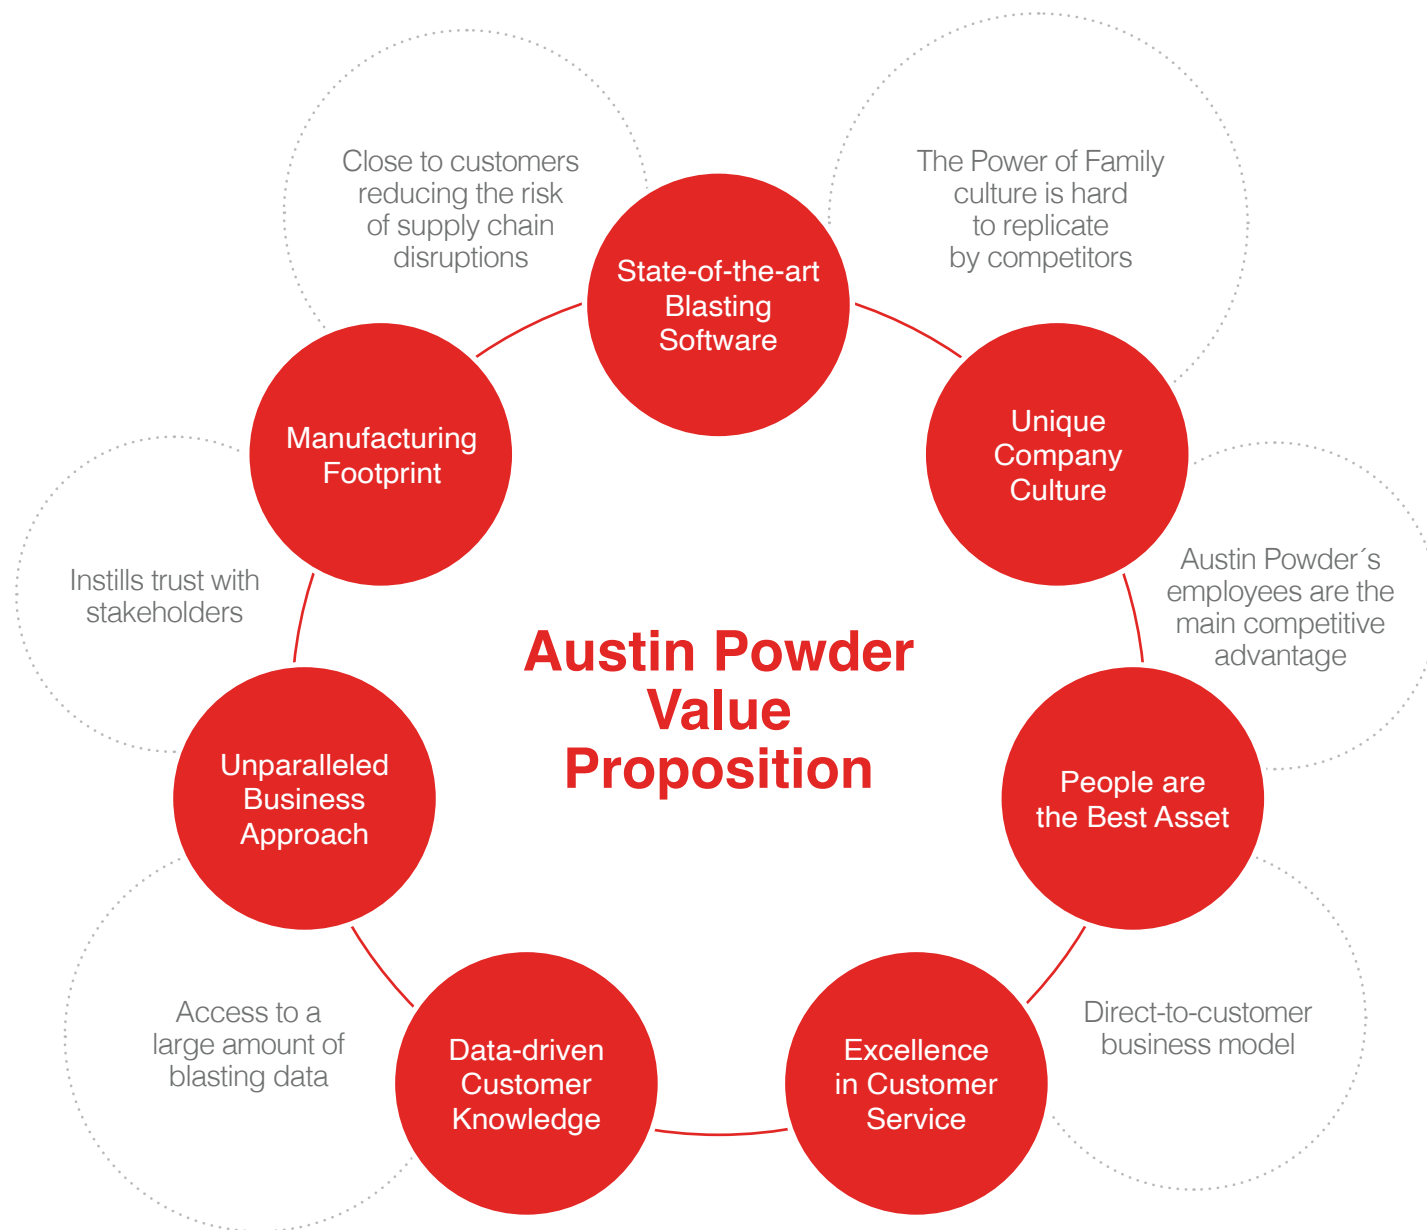 Close to customers
reducing the risk
of supply chain
disruptions
The Power of Family
culture is hard
to replicate
by competitors
State-of-the-art
Blasting
Software
Manufacturing
Footprint
Unique
Company
Culture
Instills trust with
stakeholders
Austin Powder´s
employees are the
main competitive
advantage
Austin Powder
Value
Proposition
Unparalleled
Business
Approach
People are
the Best Asset
Access to a
large amount of
blasting data
Data-driven
Customer
Knowledge
Excellence
in Customer
Service
Direct-to-customer
business model